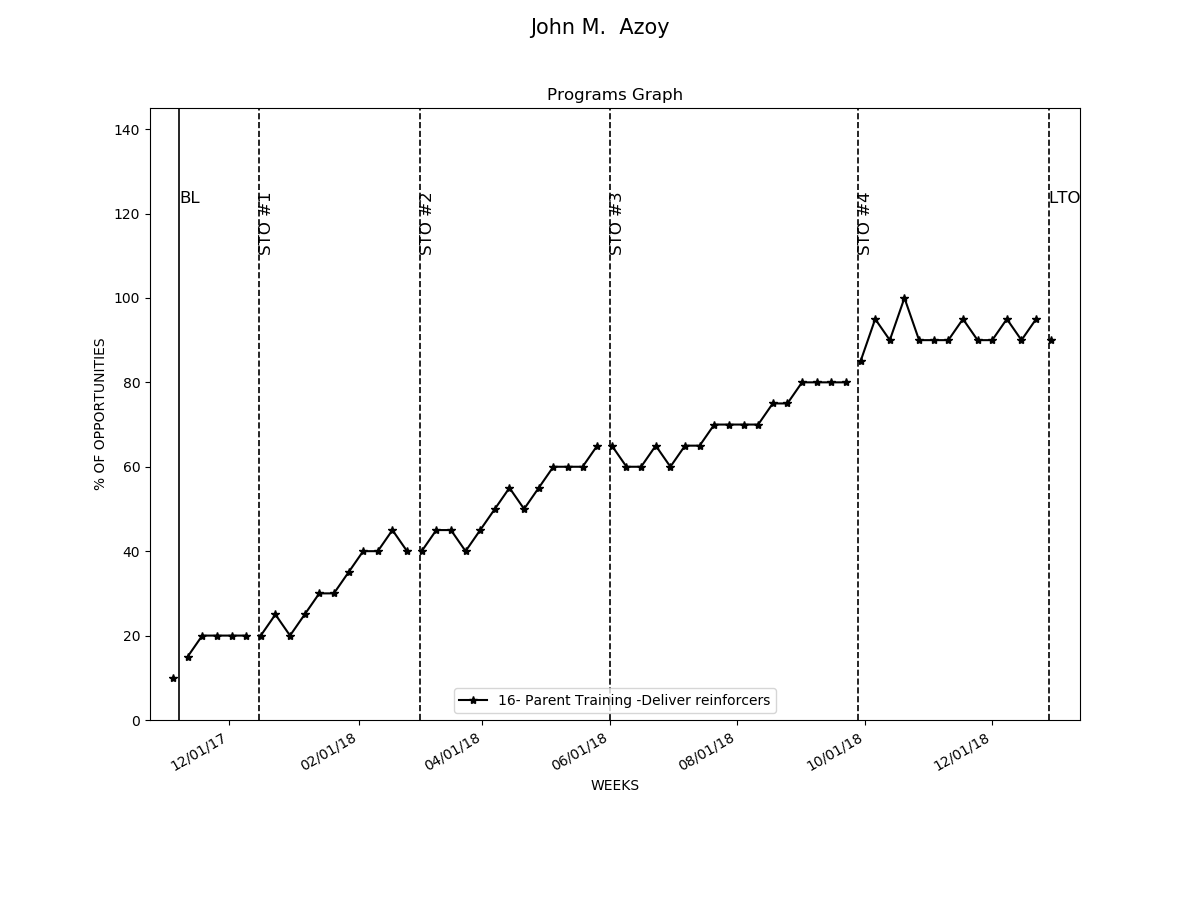 John M.  Azoy
Programs Graph
140
120
100
80
60
40
20
0
% OF OPPORTUNITIES
BL
STO #1
STO #2
STO #3
STO #4
LTO
16- Parent Training -Deliver reinforcers
12/01/17
02/01/18
04/01/18
06/01/18
08/01/18
10/01/18
12/01/18
WEEKS